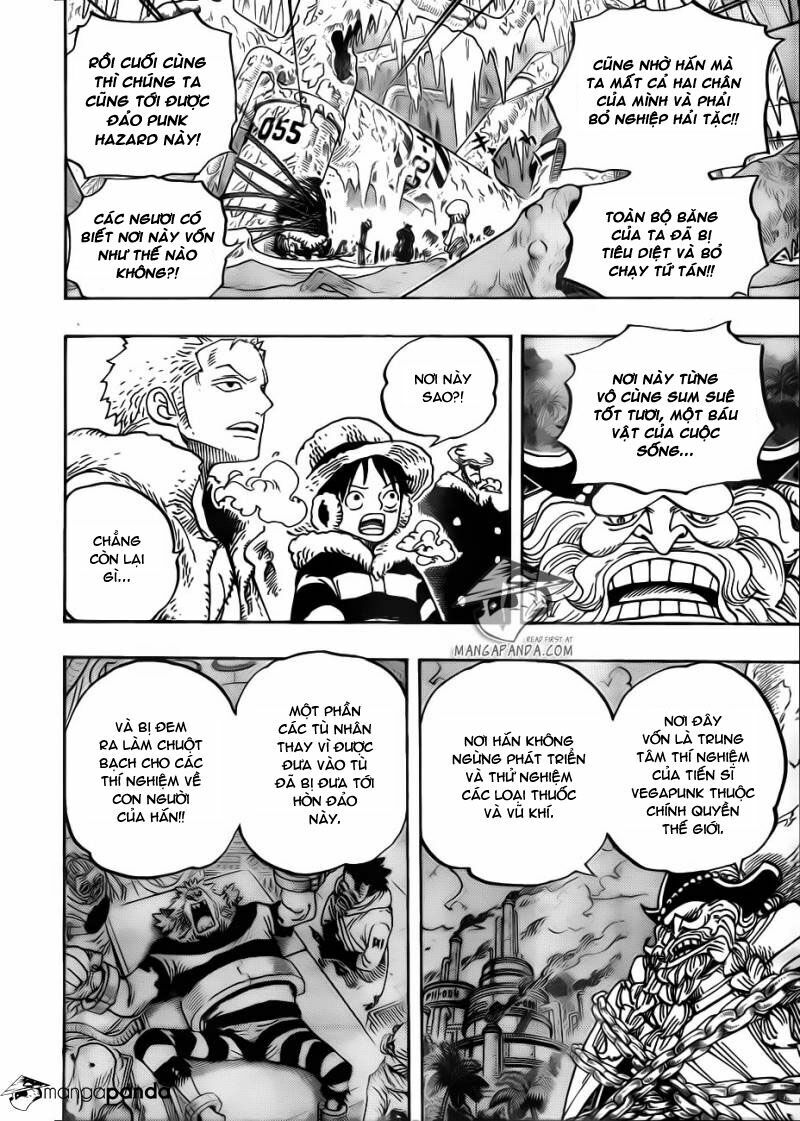 CŨNG NHỜ HẮN MÀ
TA MẤT CẢ HAI CHÂN
CỦA MÌNH VÀ PHẢI
BỎ NGHIỆP HẢI TẶC!!
TOÀN BỘ BĂNG
CỦA TA ĐÃ BỊ
TIÊU DIỆT VÀ BỎ
CHẠY TỨ TÁN!!
RỒI CUỐI CÙNG
THÌ CHÚNG TA
CŨNG TỚI ĐƯỢC
ĐẢO PUNK
HAZARD NÀY!
CÁC NGƯƠI CÓ
BIẾT NƠI NÀY VỐN
NHƯ THẾ NÀO
KHÔNG?!
055
NƠI NÀY TỪNG
VÔ CÙNG SUM SUÊ
TỐT TƯƠI, MỘT BÁU
VẬT CỦA CUỘC
SỐNG...
NƠI NÀY
SAO?!
CHẲNG
CÒN LẠI
GÌ...
READ FIRST AT
MANGAPANDA.COM
NƠI ĐÂY
VỐN LÀ TRUNG
TÂM THÍ NGHIỆM
CỦA TIẾN SĨ
VEGAPUNK THUỘC
CHÍNH QUYỀN
THẾ GIỚI.
NƠI HẮN KHÔNG
NGỪNG PHÁT TRIỂN
VÀ THỬ NGHIỆM
CÁC LOẠI THUỐC
VÀ VŨ KHÍ.
MỘT PHẦN
CÁC TÙ NHÂN
THAY VÌ ĐƯỢC
ĐƯA VÀO TÙ
ĐÃ BỊ ĐƯA TỚI
HÒN ĐẢO
NÀY.
VÀ BỊ ĐEM
RA LÀM CHUỘT
BẠCH CHO CÁC
THÍ NGHIỆM VỀ
CON NGƯỜI
CỦA HẮN!!
mangapanda